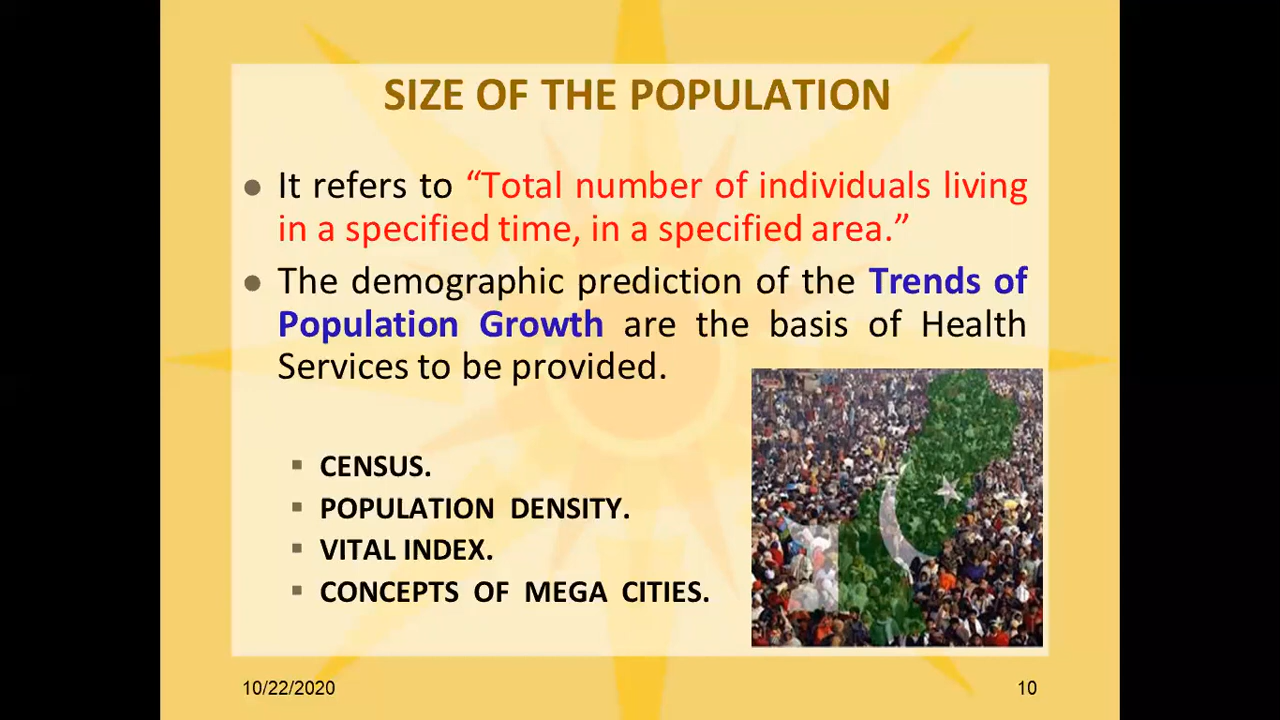 SIZE OF THE POPULATION
It refers to “Total number of individuals living
in a specified time, in a specified area.”
The demographic prediction of the Trends of
Population Growth are the basis of Health
Services to be provided.
CENSUS.
POPULATION DENSITY.
VITAL INDEX.
CONCEPTS OF MEGA CITIES.
10/22/2020
10